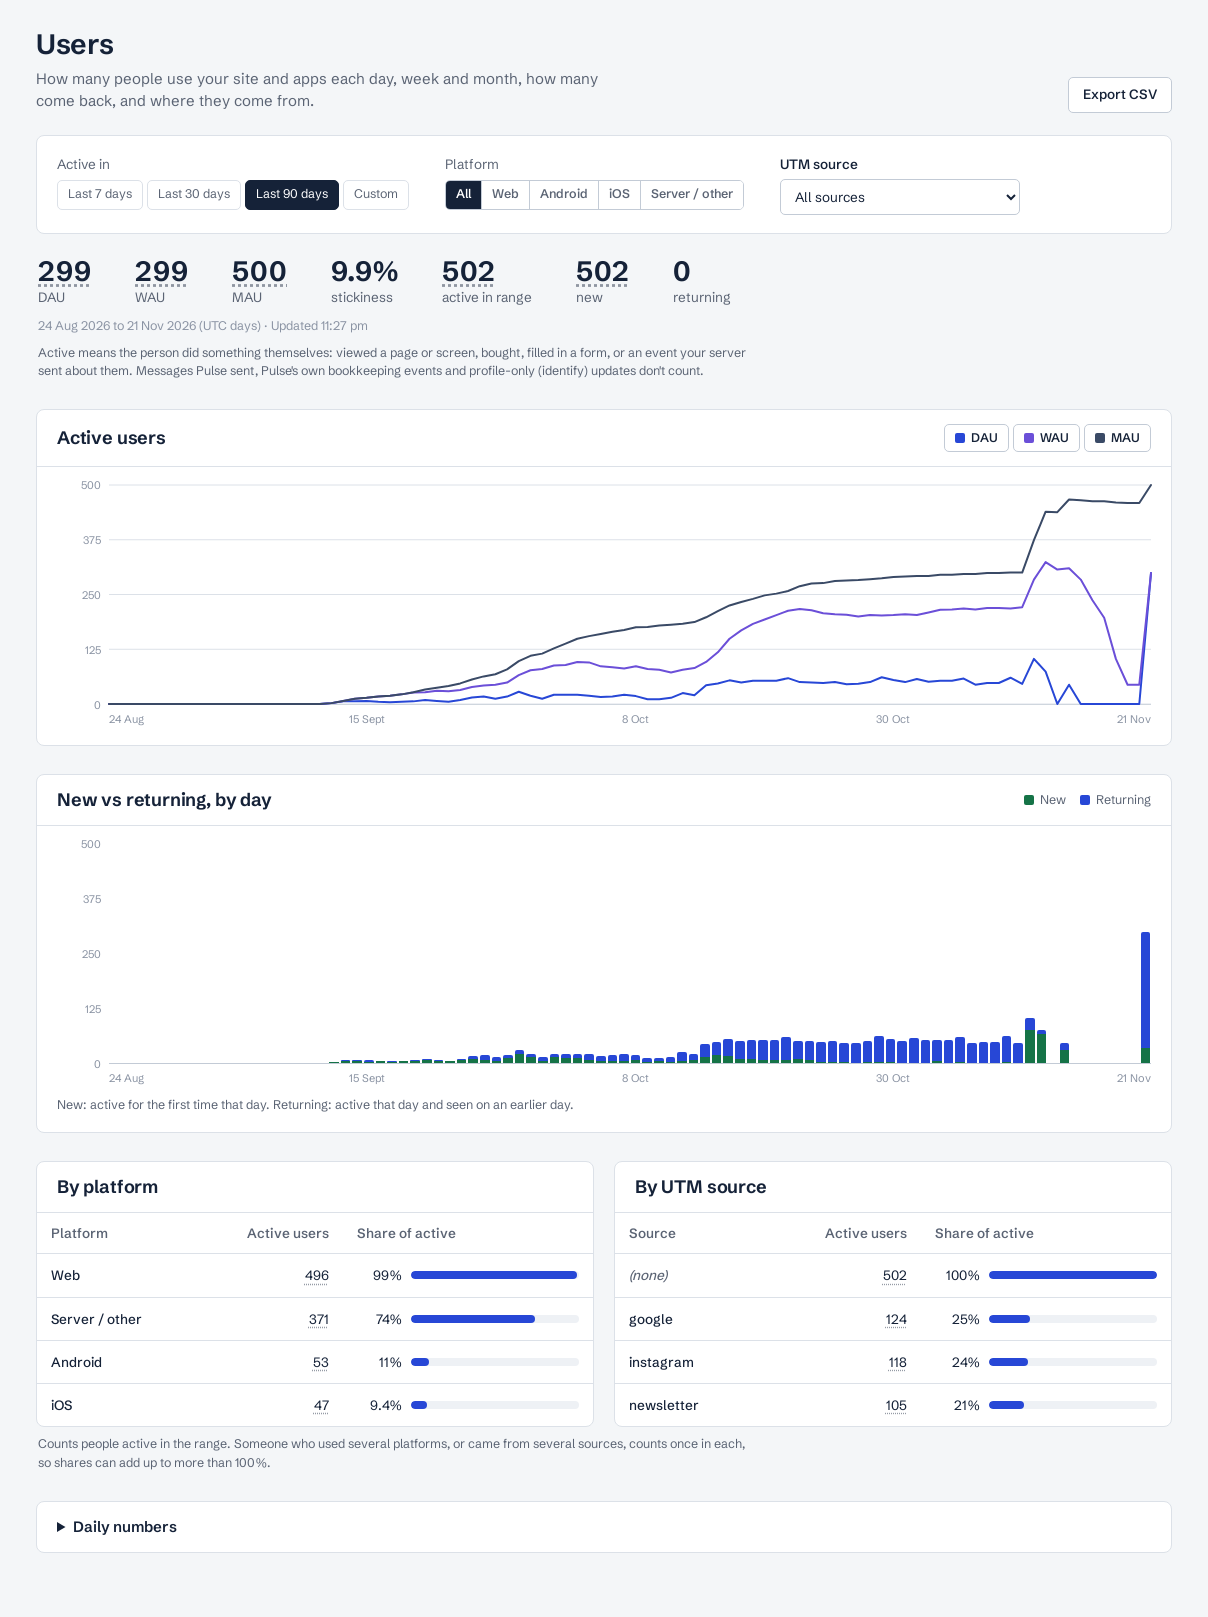 Users
How many people use your site and apps each day, week and month, how many
come back, and where they come from.
Export CSV
Active in
Platform
UTM source
Last 7 days
Last 30 days
Last 90 days
Custom
All
Web
Android
iOS
Server / other
All sources
299
DAU
299
WAU
500
MAU
9.9%
stickiness
502
active in range
502
new
0
returning
24 Aug 2026 to 21 Nov 2026 (UTC days) · Updated 11:27 pm
Active means the person did something themselves: viewed a page or screen, bought, filled in a form, or an event your server
sent about them. Messages Pulse sent, Pulse's own bookkeeping events and profile-only (identify) updates don't count.
Active users
DAU
WAU
MAU
500
375
250
125
0
24 Aug
15 Sept
8 Oct
30 Oct
21 Nov
New vs returning, by day
New
Returning
500
375
250
125
0
24 Aug
15 Sept
8 Oct
30 Oct
21 Nov
New: active for the first time that day. Returning: active that day and seen on an earlier day.
By platform
Platform Active users Share of active
Web 496 99%
Server / other 371 74%
Android 53 11%
iOS 47 9.4%
By UTM source
Source Active users Share of active
(none) 502 100%
google 124 25%
instagram 118 24%
newsletter 105 21%
Counts people active in the range. Someone who used several platforms, or came from several sources, counts once in each,
so shares can add up to more than 100%.
Daily numbers